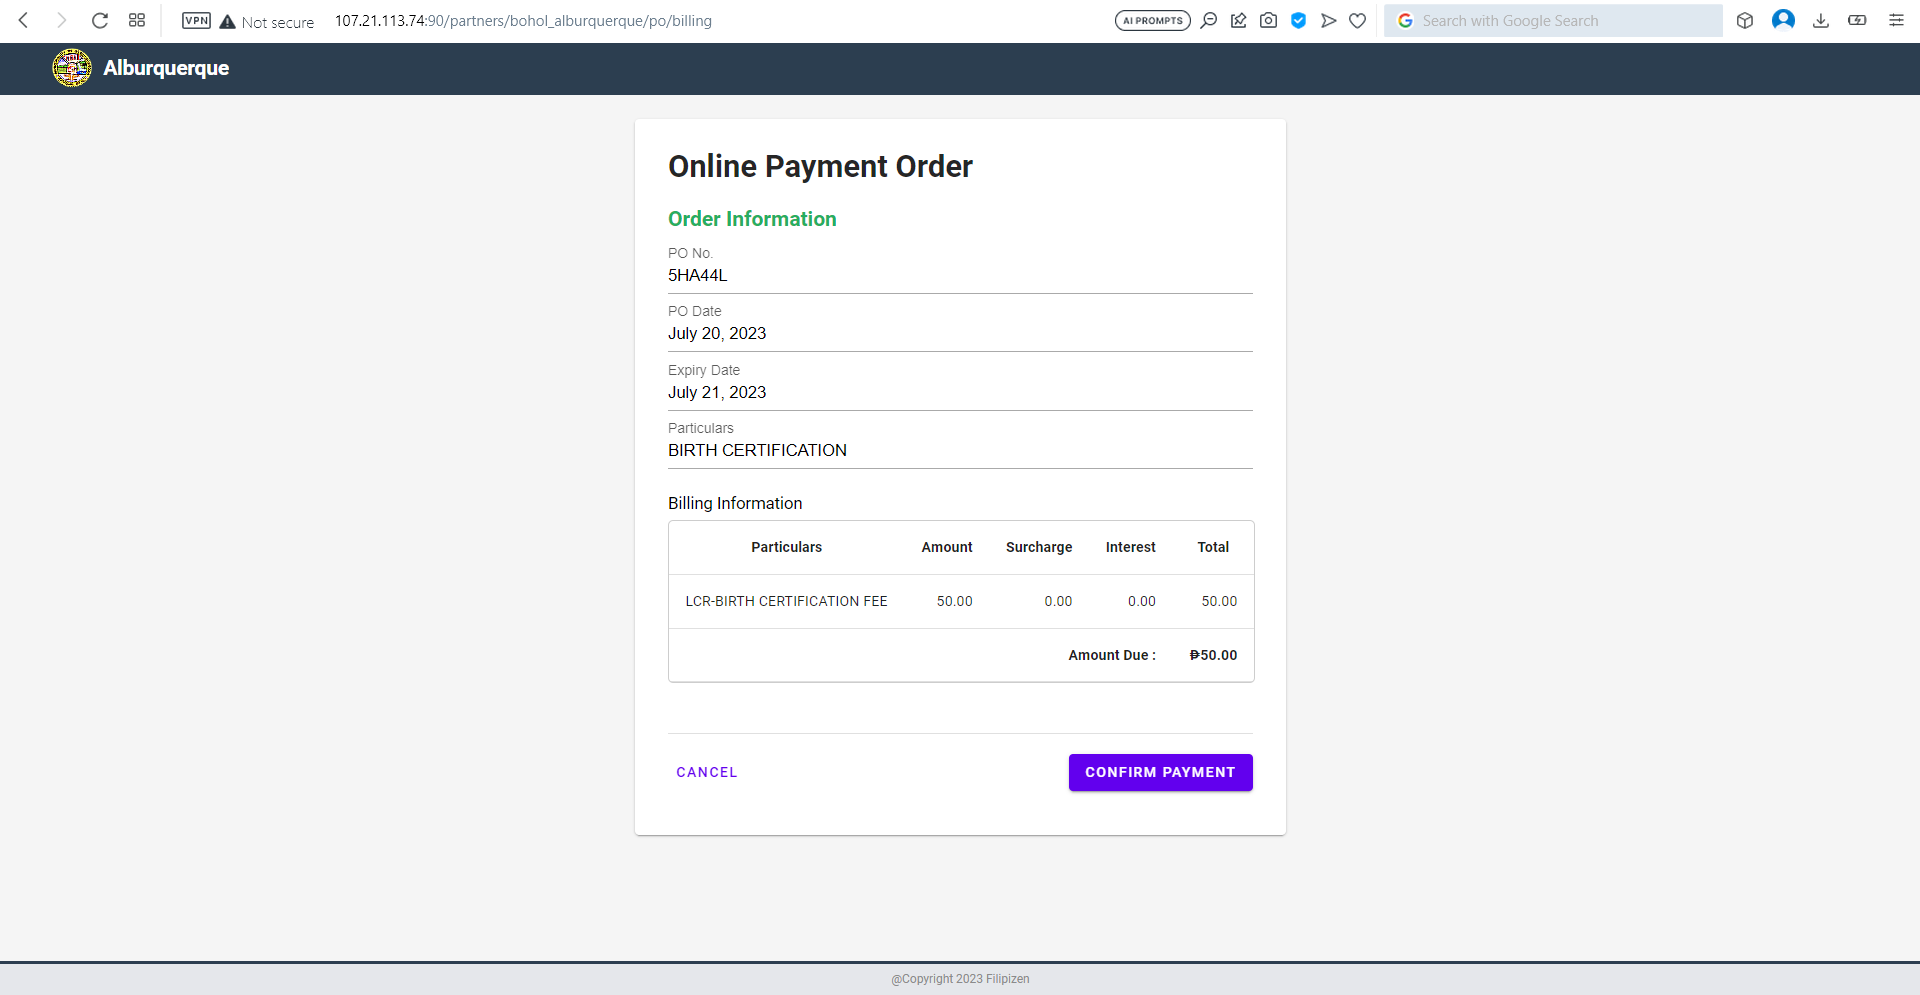 VPN Not secure 107.21.113.74:90/partners/bohol_alburquerque/po/billing AI PROMPTS Search with Google Search
Alburquerque
Online Payment Order
Order Information
PO No.
5HA44L
PO Date
July 20, 2023
Expiry Date
July 21, 2023
Particulars
BIRTH CERTIFICATION
Billing Information
Particulars Amount Surcharge Interest Total
LCR-BIRTH CERTIFICATION FEE 50.00 0.00 0.00 50.00
Amount Due : ₱50.00
CANCEL CONFIRM PAYMENT
@Copyright 2023 Filipizen